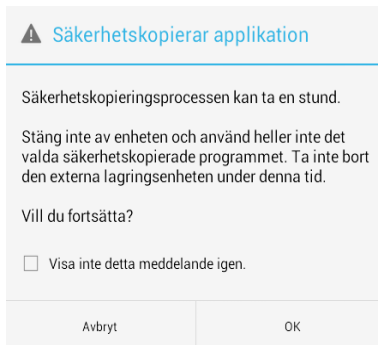 Säkerhetskopierar applikation
Säkerhetskopieringsprocessen kan ta en stund.
Stäng inte av enheten och använd heller inte det
valda säkerhetskopierade programmet. Ta inte bort
den externa lagringsenheten under denna tid.
Vill du fortsätta?
Visa inte detta meddelande igen.
Avbryt
OK